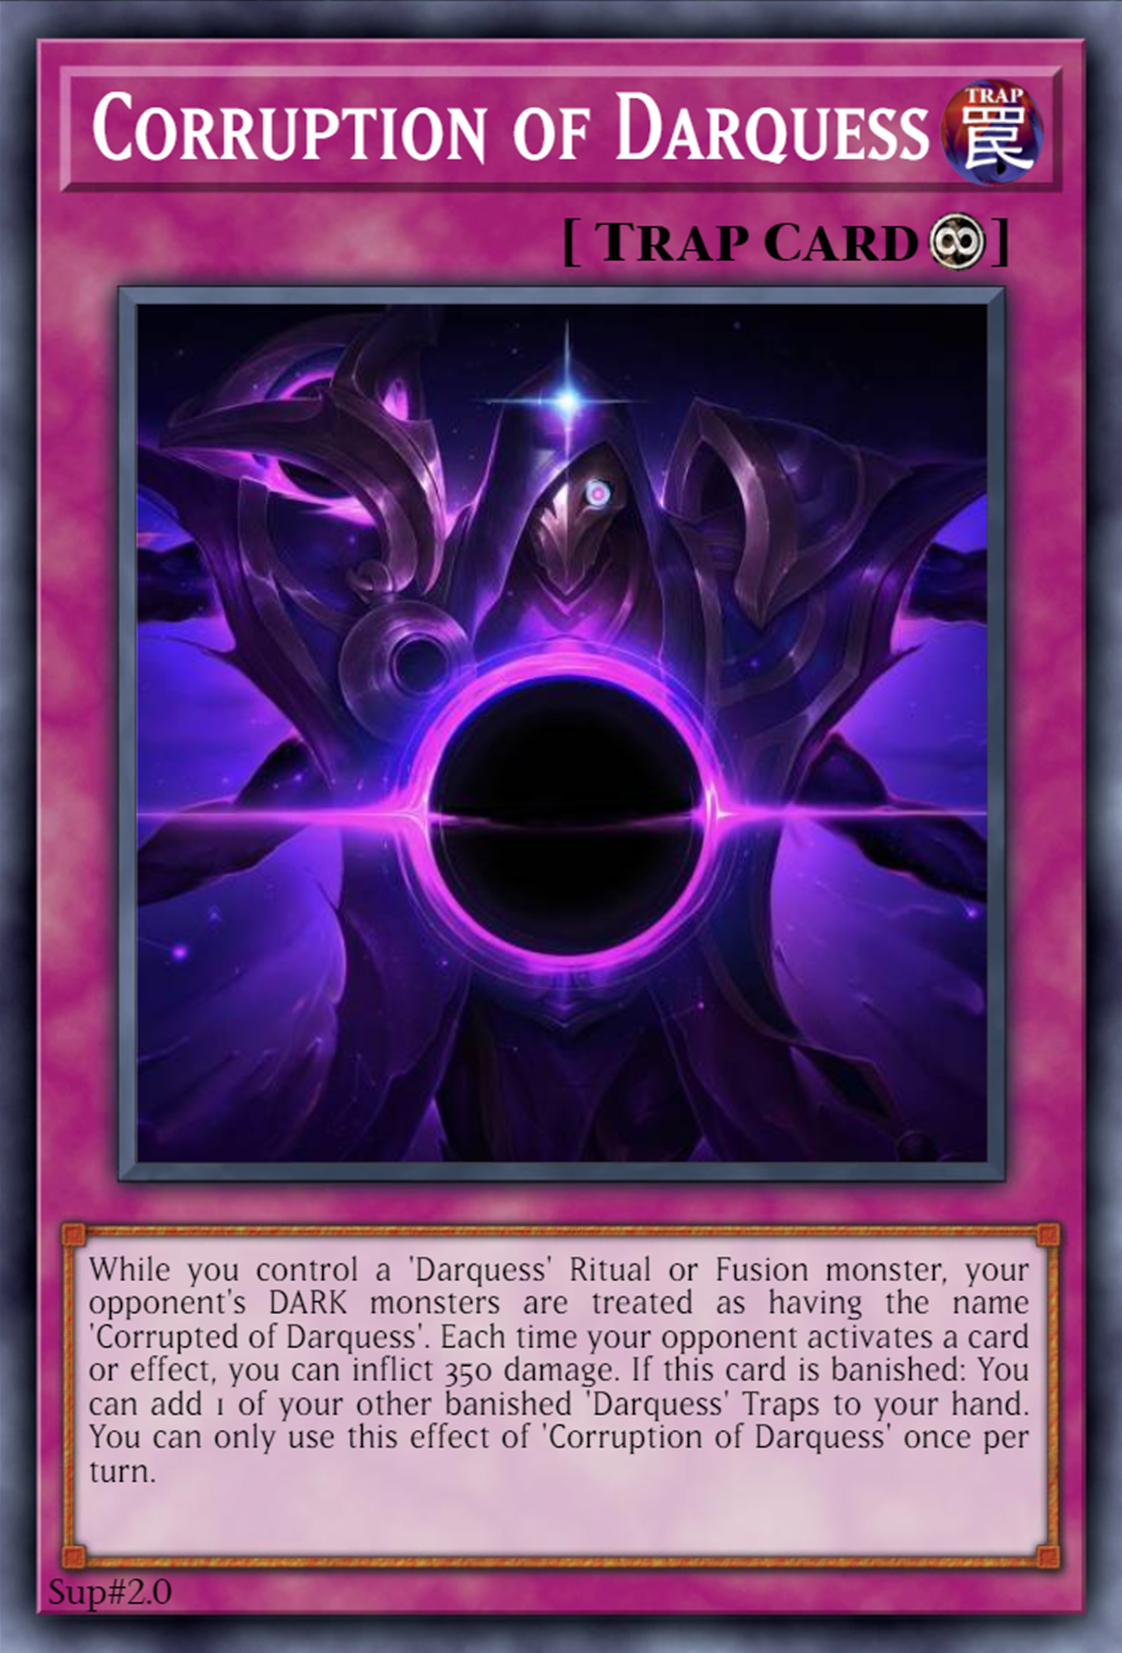 CORRUPTION OF DARQUESS
TRAP
罠
[ TRAP CARD ]
While you control a 'Darquess' Ritual or Fusion monster, your
opponent's DARK monsters are treated as having the name
'Corrupted of Darquess'. Each time your opponent activates a card
or effect, you can inflict 350 damage. If this card is banished: You
can add 1 of your other banished 'Darquess' Traps to your hand.
You can only use this effect of 'Corruption of Darquess' once per
turn.
Sup#2.0